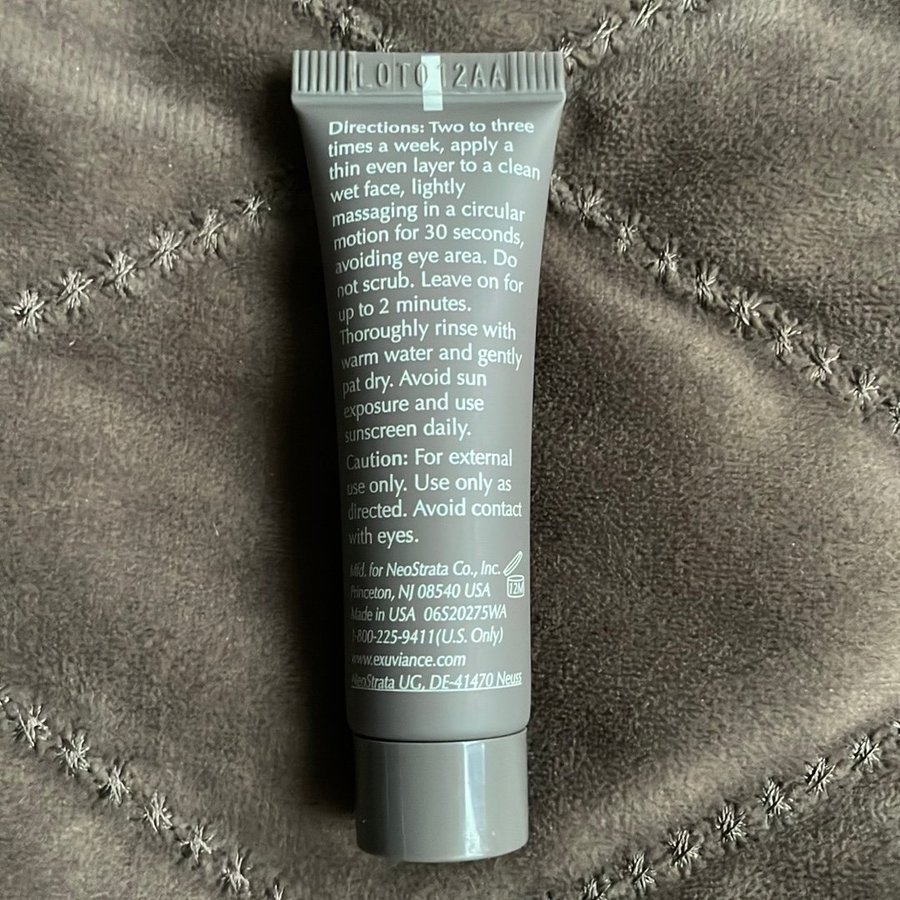 LOT012AA
Directions: Two to three
times a week, apply a
thin even layer to a clean
wet face, lightly
massaging in a circular
motion for 30 seconds,
avoiding eye area. Do
not scrub. Leave on for
up to 2 minutes.
Thoroughly rinse with
warm water and gently
pat dry. Avoid sun
exposure and use
sunscreen daily.
Caution: For external
use only. Use only as
directed. Avoid contact
with eyes.
Mfd. for NeoStrata Co., Inc.
Princeton, NJ 08540 USA
12M
Made in USA 06S20275WA
1-800-225-9411(U.S. Only)
www.exuviance.com
NeoStrata UG, DE-41470 Neuss